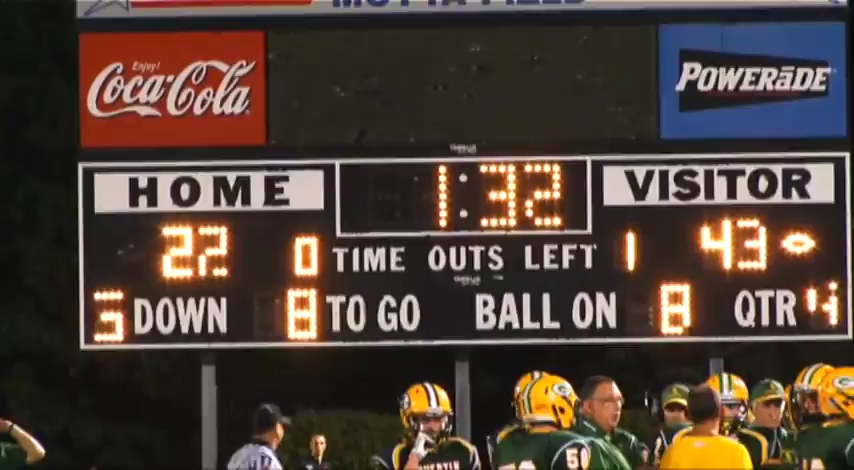 Enjoy!
Coca-Cola
POWERADE
HOME 1:32 VISITOR
22 0 TIME OUTS LEFT 1 43
DOWN 8 TO GO BALL ON 8 QTR 4
50